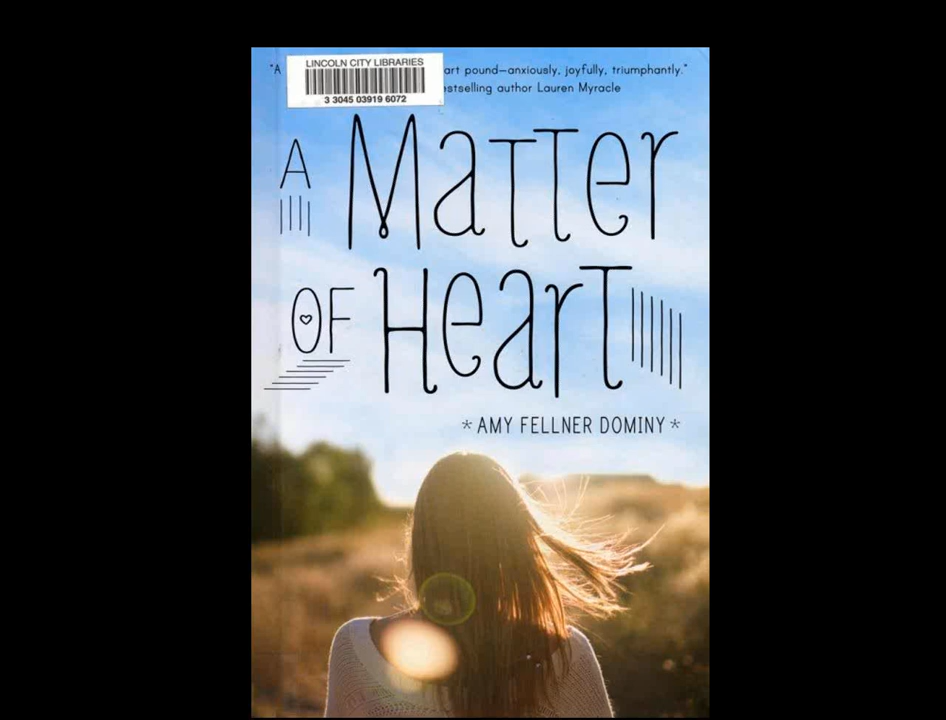 LINCOLN CITY LIBRARIES
3 3045 03919 6072
"A art pound—anxiously, joyfully, triumphantly."
estselling author Lauren Myracle
A Matter
OF Heart
*AMY FELLNER DOMINY*